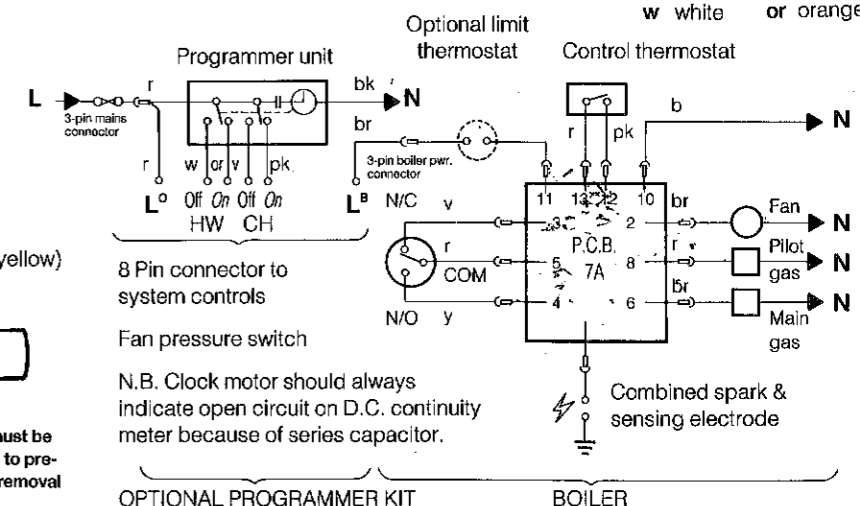 w white or orange
Optional limit
thermostat
Control thermostat
Programmer unit
L
3-pin mains
connector
r
bk
N
br
b
N
r
pk
3-pin boiler pwr.
connector
r
w or v
pk
L^O
Off On Off On
HW CH
L^B
N/C
v
11 13 12 10
3
2
br
Fan
N
P.C.B.
7A
r
COM
5
8
r
Pilot
gas
N
N/O
y
4
6
br
Main
gas
N
yellow)
8 Pin connector to
system controls
Fan pressure switch
N.B. Clock motor should always
indicate open circuit on D.C. continuity
meter because of series capacitor.
Combined spark &
sensing electrode
must be
to pre-
removal
OPTIONAL PROGRAMMER KIT
BOILER